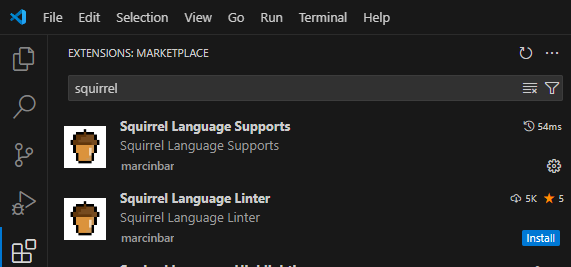 File Edit Selection View Go Run Terminal Help
EXTENSIONS: MARKETPLACE
squirrel
Squirrel Language Supports 54ms
Squirrel Language Supports
marcinbar
Squirrel Language Linter 5K 5
Squirrel Language Linter
marcinbar Install